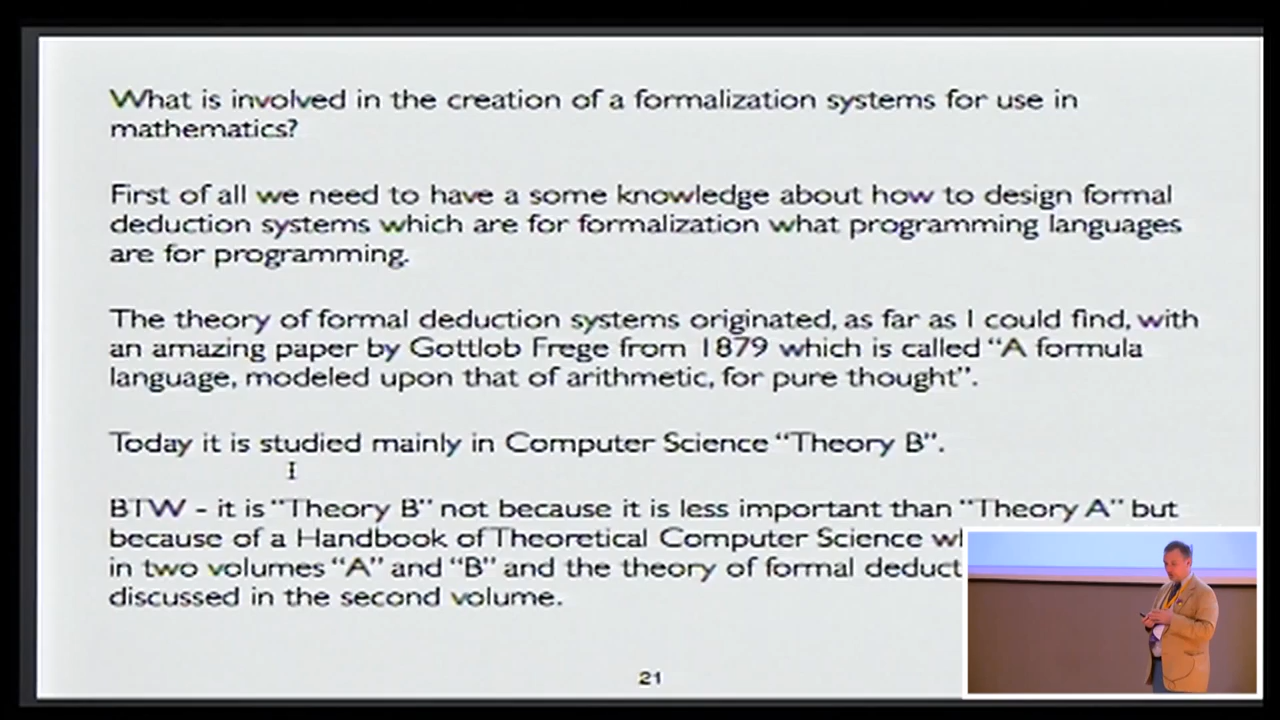 What is involved in the creation of a formalization systems for use in
mathematics?
First of all we need to have a some knowledge about how to design formal
deduction systems which are for formalization what programming languages
are for programming.
The theory of formal deduction systems originated, as far as I could find, with
an amazing paper by Gottlob Frege from 1879 which is called “A formula
language, modeled upon that of arithmetic, for pure thought”.
Today it is studied mainly in Computer Science “Theory B”.
BTW - it is “Theory B” not because it is less important than “Theory A” but
because of a Handbook of Theoretical Computer Science
in two volumes “A” and “B” and the theory of formal
discussed in the second volume.
21